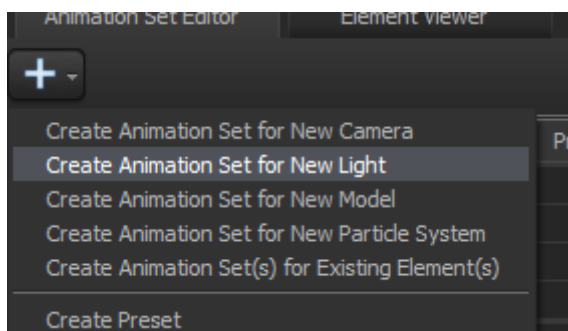 Animation Set Editor Element Viewer
Create Animation Set for New Camera
Create Animation Set for New Light
Create Animation Set for New Model
Create Animation Set for New Particle System
Create Animation Set(s) for Existing Element(s)
Create Preset